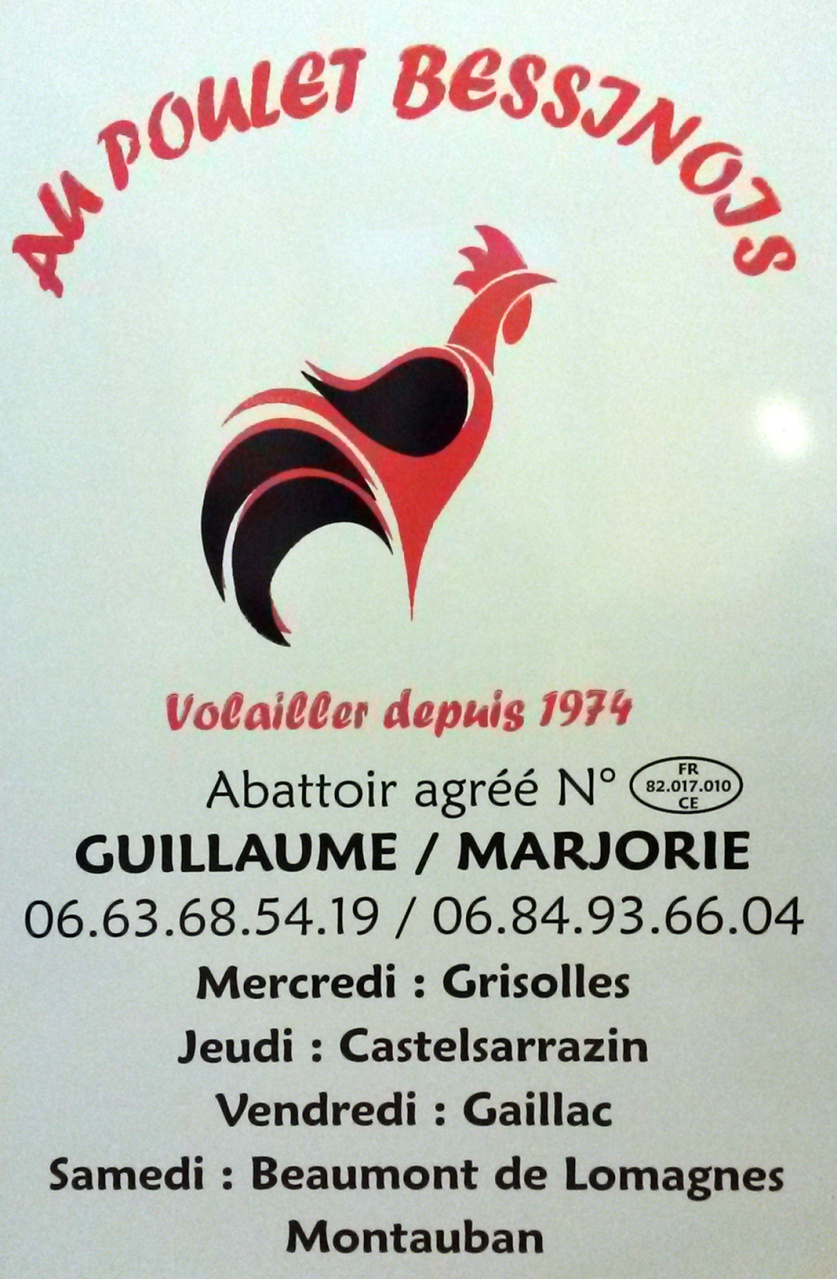 AU POULET BESSINOIS
Volailler depuis 1974
Abattoir agréé N° FR 82.017.010 CE
GUILLAUME / MARJORIE
06.63.68.54.19 / 06.84.93.66.04
Mercredi : Grisolles
Jeudi : Castelsarrazin
Vendredi : Gaillac
Samedi : Beaumont de Lomagnes
Montauban